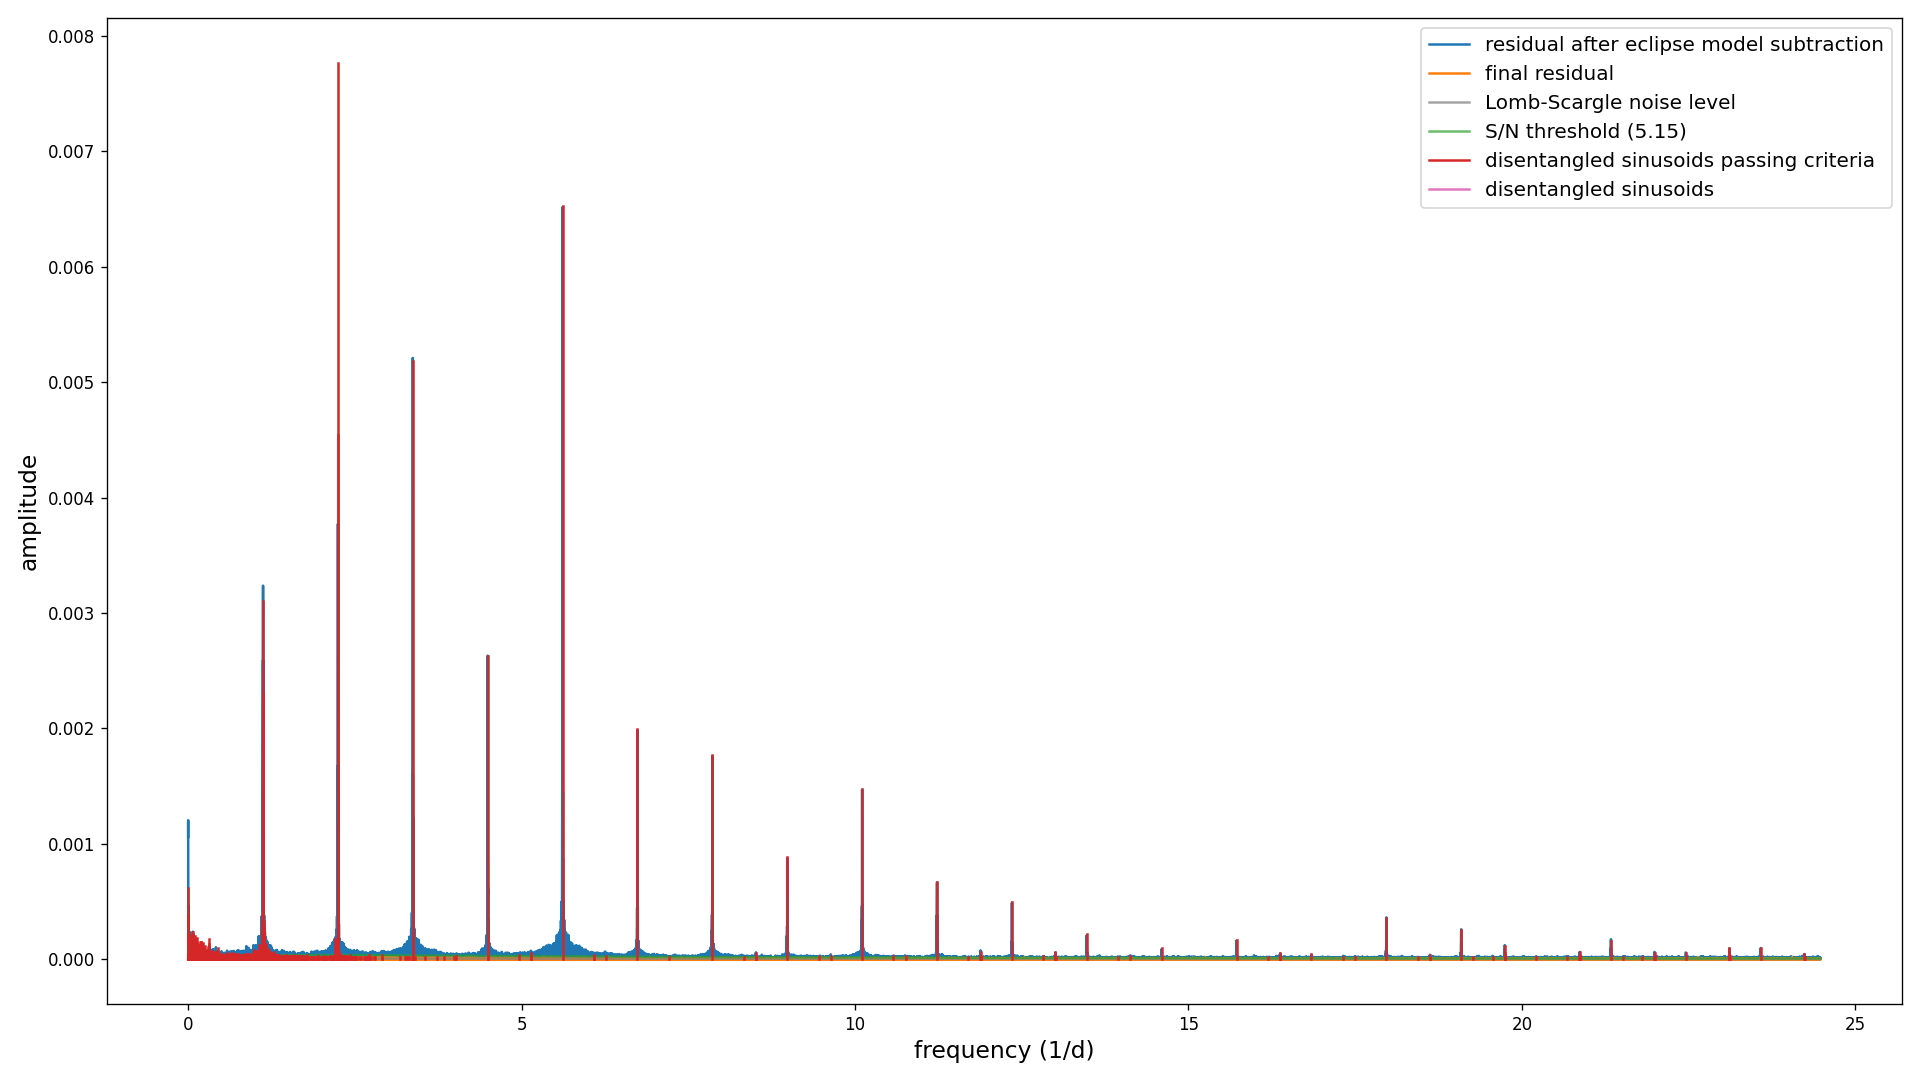 0.008
0.007
0.006
0.005
0.004
0.003
0.002
0.001
0.000
amplitude
residual after eclipse model subtraction
final residual
Lomb-Scargle noise level
S/N threshold (5.15)
disentangled sinusoids passing criteria
disentangled sinusoids
0 5 10 15 20 25
frequency (1/d)